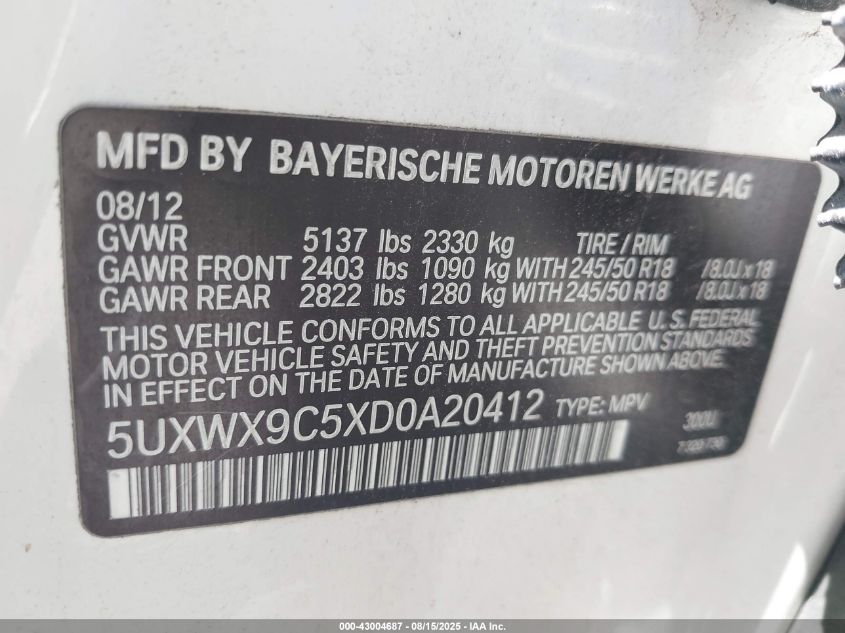 MFD BY BAYERISCHE MOTOREN WERKE AG
08/12
GVWR 5137 lbs 2330 kg TIRE / RIM
GAWR FRONT 2403 lbs 1090 kg WITH 245/50 R18 /8.0J x 18
GAWR REAR 2822 lbs 1280 kg WITH 245/50 R18 /8.0J x 18
THIS VEHICLE CONFORMS TO ALL APPLICABLE U.S. FEDERAL
MOTOR VEHICLE SAFETY AND THEFT PREVENTION STANDARDS
IN EFFECT ON THE DATE OF MANUFACTURE SHOWN ABOVE.
5UXWX9C5XD0A20412 TYPE: MPV 300U
000-43004687 - 08/15/2025 - IAA Inc.